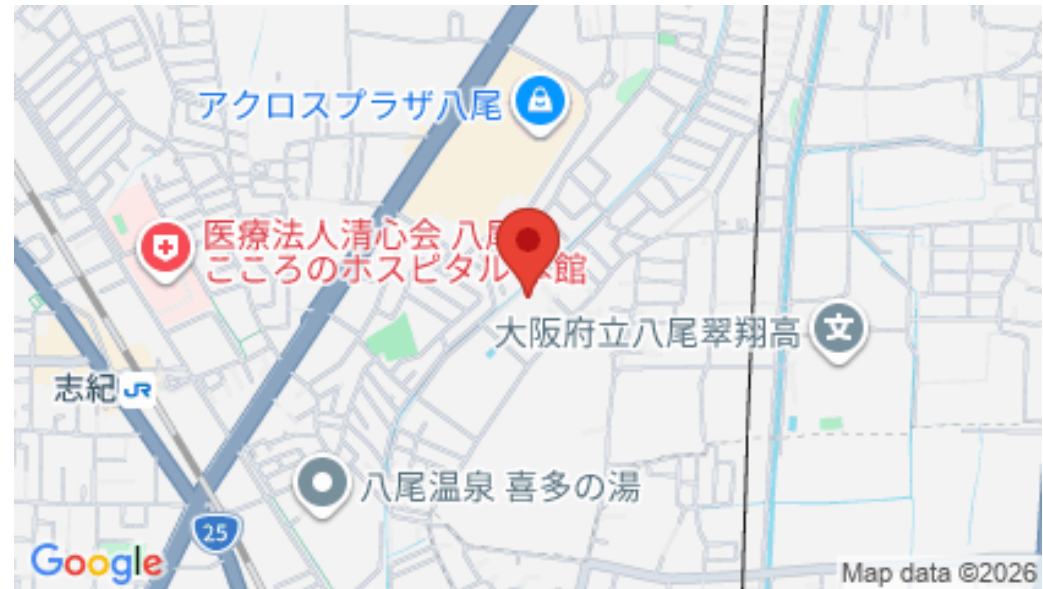 アクロスプラザ八尾
医療法人清心会 八尾
こころのホスピタル 本館
大阪府立八尾翠翔高
志紀 JR
八尾温泉 喜多の湯
25
Google
Map data ©2026